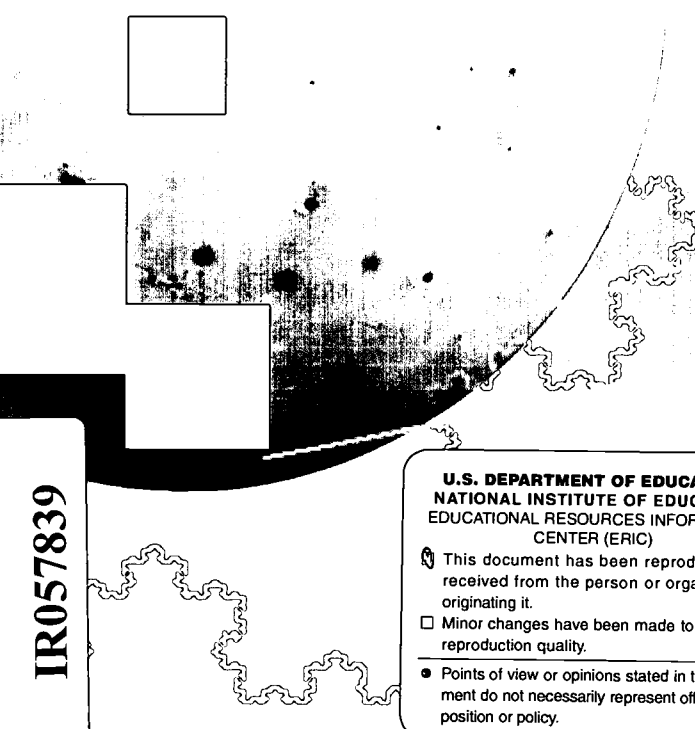 IR057839
U.S. DEPARTMENT OF EDUCA
NATIONAL INSTITUTE OF EDUC
EDUCATIONAL RESOURCES INFOR
CENTER (ERIC)
This document has been reprod
received from the person or orga
originating it.
□ Minor changes have been made to
reproduction quality.
● Points of view or opinions stated in t
ment do not necessarily represent off
position or policy.